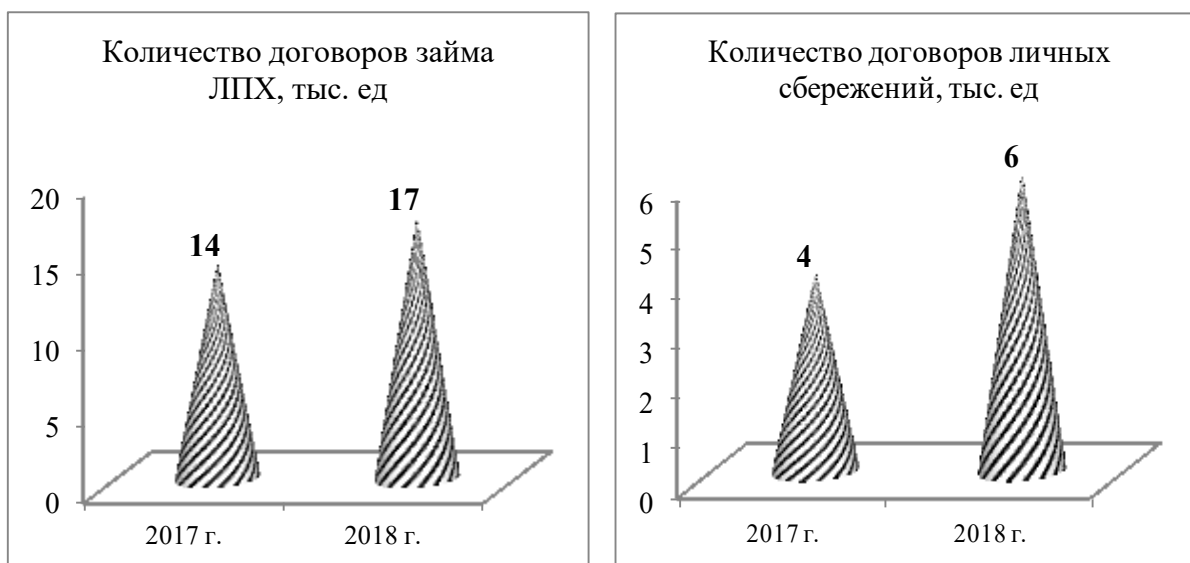 Количество договоров займа
ЛПХ, тыс. ед
20
15
10
5
0
14
17
2017 г.
2018 г.
Количество договоров личных
сбережений, тыс. ед
6
5
4
3
2
1
0
4
6
2017 г.
2018 г.